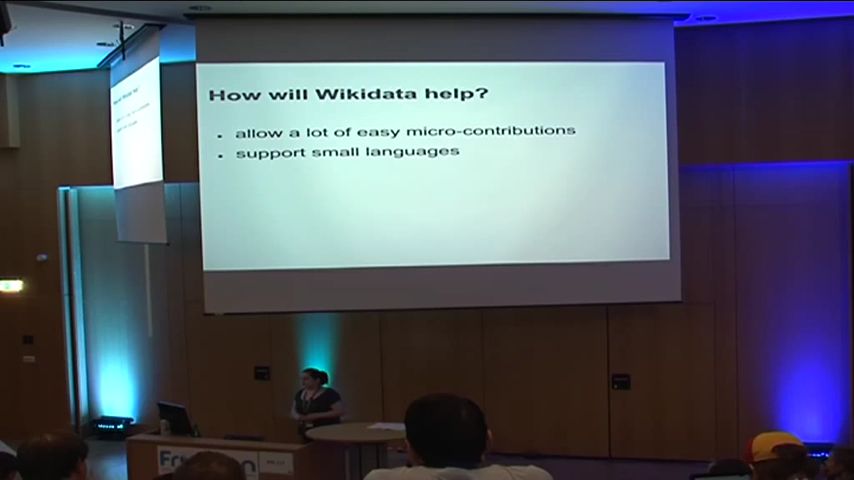 How will Wikidata help?
• allow a lot of easy micro-contributions
• support small languages